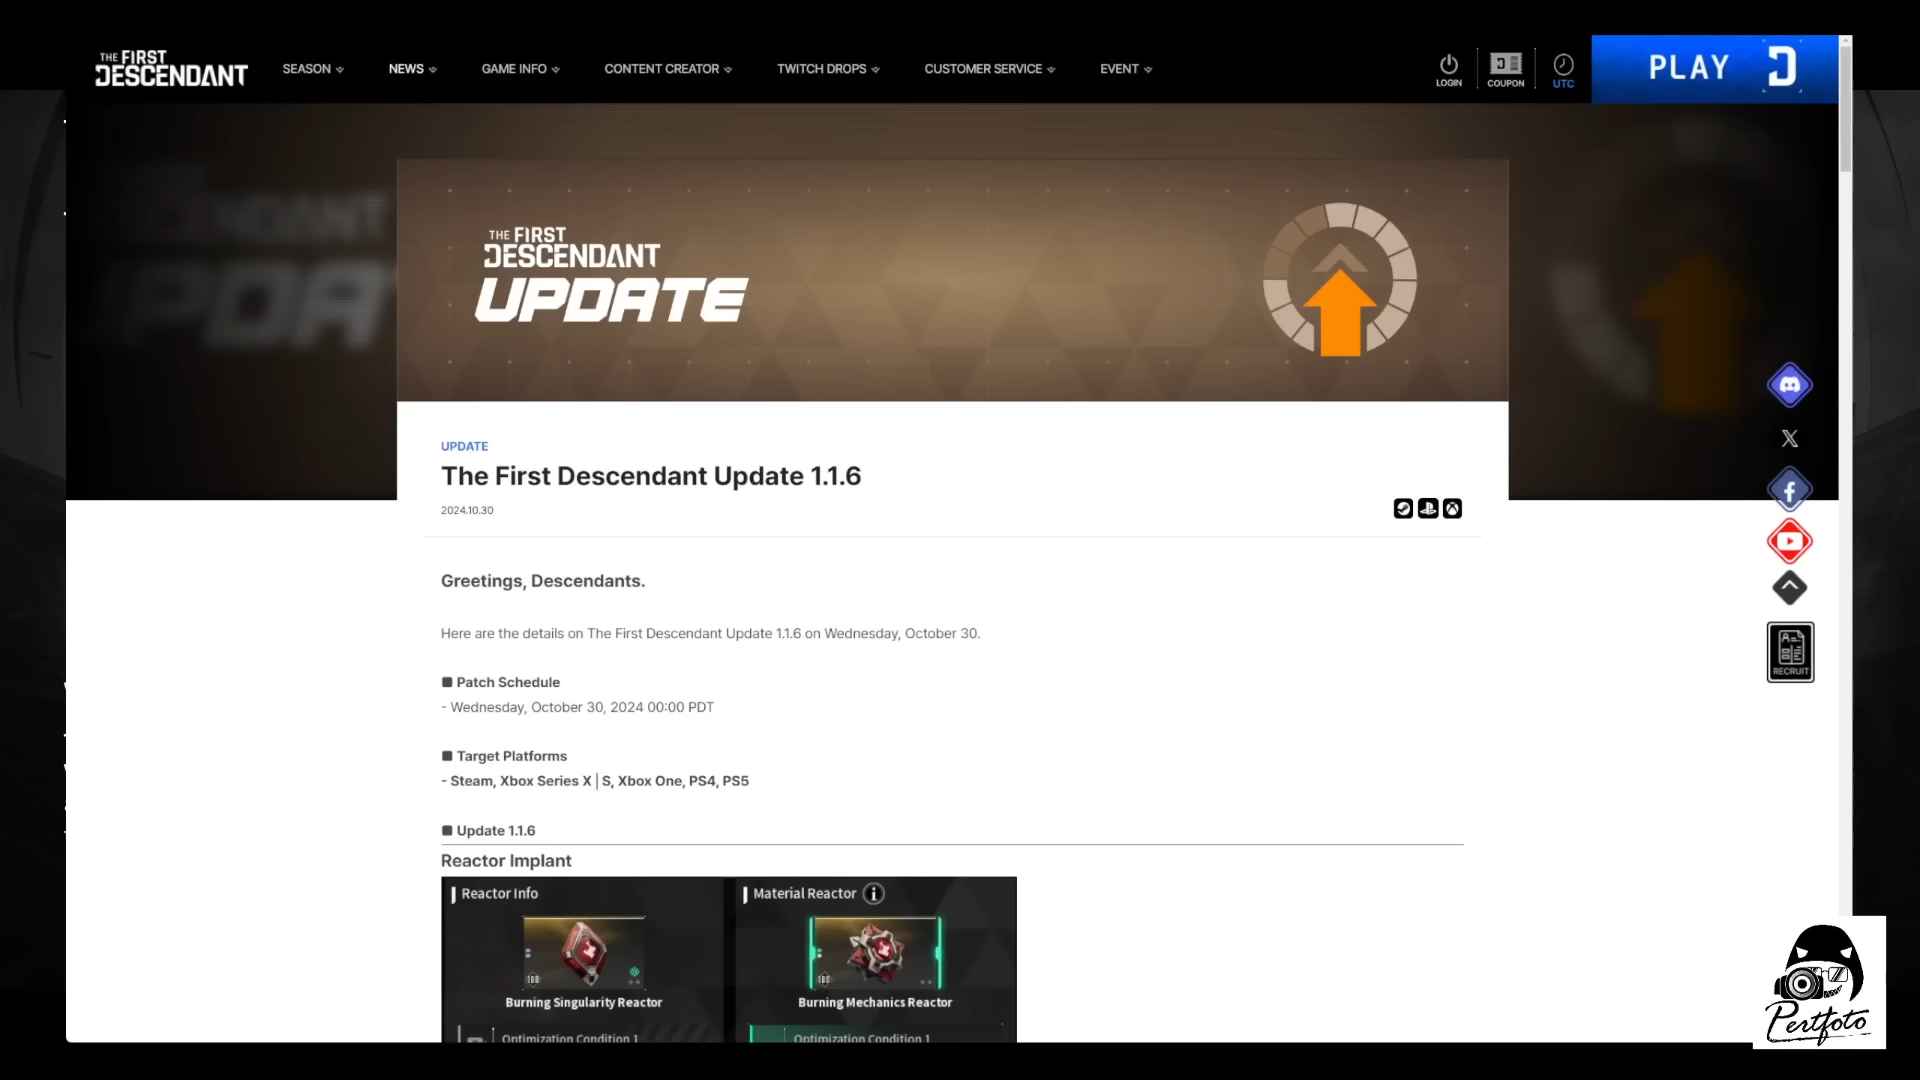 THE FIRST
DESCENDANT
SEASON
NEWS
GAME INFO
CONTENT CREATOR
TWITCH DROPS
CUSTOMER SERVICE
EVENT
LOGIN
COUPON
UTC
PLAY
THE FIRST
DESCENDANT
UPDATE
UPDATE
The First Descendant Update 1.1.6
2024.10.30
Greetings, Descendants.
Here are the details on The First Descendant Update 1.1.6 on Wednesday, October 30.
■ Patch Schedule
- Wednesday, October 30, 2024 00:00 PDT
■ Target Platforms
- Steam, Xbox Series X | S, Xbox One, PS4, PS5
RECRUIT
■ Update 1.1.6
Reactor Implant
Reactor Info
Material Reactor
100
100
Burning Singularity Reactor
Burning Mechanics Reactor
Optimization Condition 1
Optimization Condition 1
Pertfoto